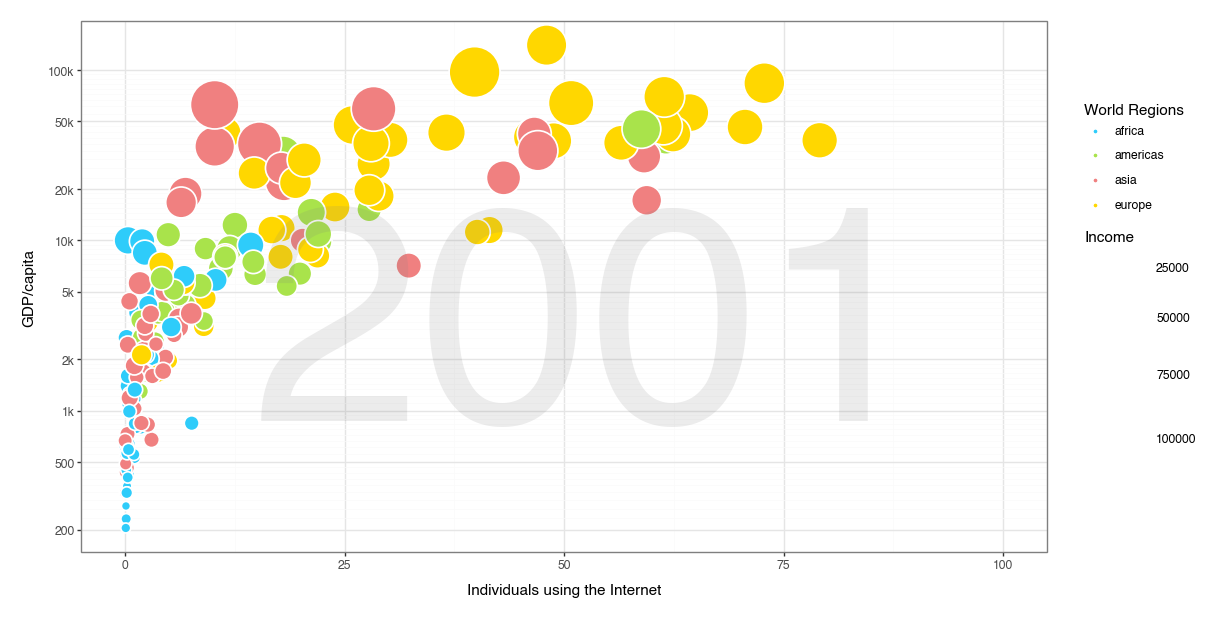 2001
GDP/capita
100k
50k
20k
10k
5k
2k
1k
500
200
0
25
50
75
100
Individuals using the Internet
World Regions
africa
americas
asia
europe
Income
25000
50000
75000
100000